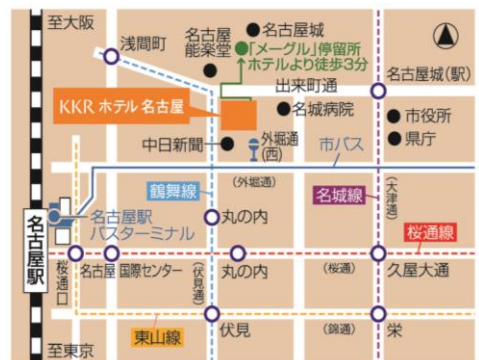 至大阪
浅間町
名古屋
能楽堂
名古屋城
「メーグル」停留所
ホテルより徒歩3分
出来町通
名古屋城(駅)
KKR ホテル 名古屋
名城病院
市役所
県庁
中日新聞
外堀通
(西)
市バス
(外堀通)
鶴舞線
名城線
(大津通)
名古屋駅
名古屋駅
バスターミナル
丸の内
桜通線
桜通口
名古屋
国際センター
(伏見通)
丸の内
(桜通)
久屋大通
東山線
伏見
(錦通)
栄
至東京